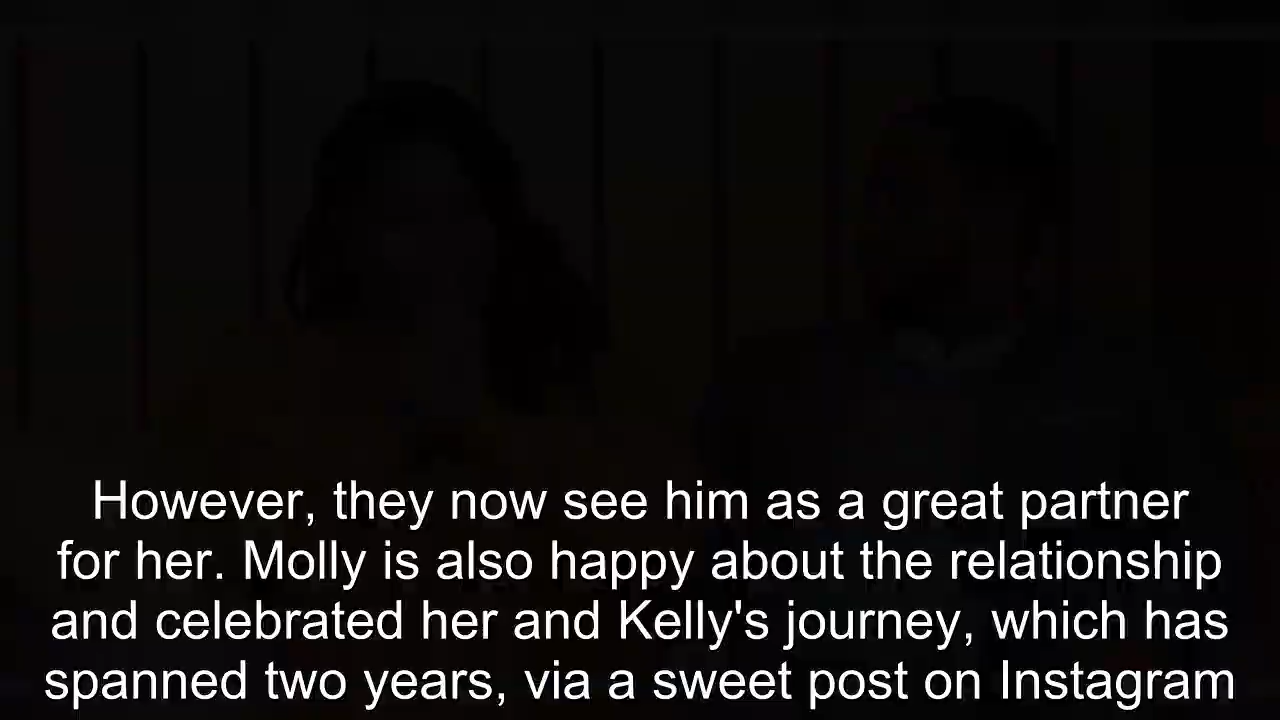 However, they now see him as a great partner
for her. Molly is also happy about the relationship
and celebrated her and Kelly's journey, which has
spanned two years, via a sweet post on Instagram